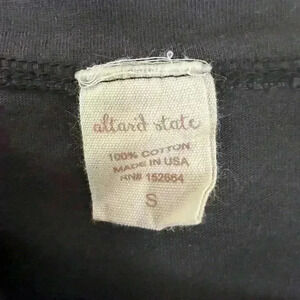 altar'd state
100% COTTON
MADE IN USA
RN# 152664
S